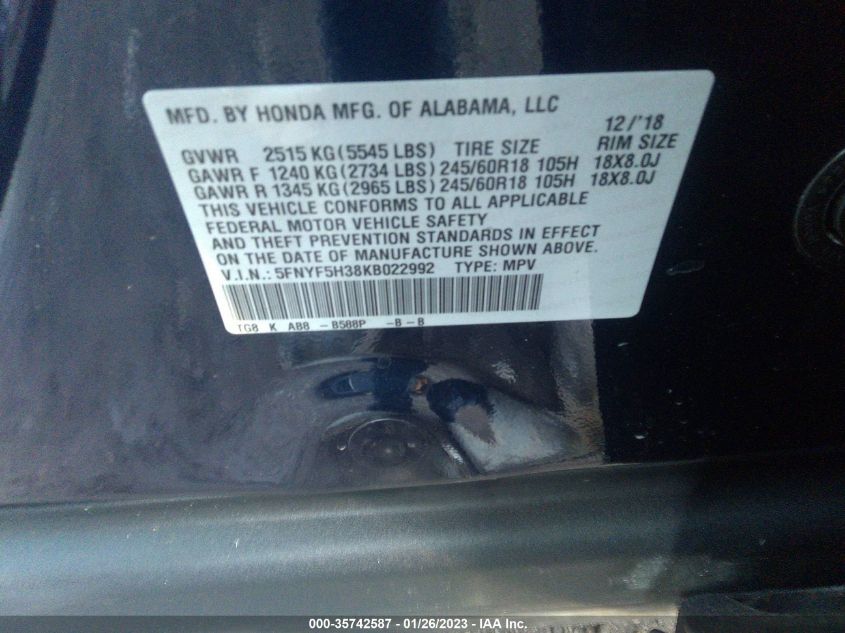 MFD. BY HONDA MFG. OF ALABAMA, LLC 12/'18
GVWR 2515 KG (5545 LBS) TIRE SIZE RIM SIZE
GAWR F 1240 KG (2734 LBS) 245/60R18 105H 18X8.0J
GAWR R 1345 KG (2965 LBS) 245/60R18 105H 18X8.0J
THIS VEHICLE CONFORMS TO ALL APPLICABLE
FEDERAL MOTOR VEHICLE SAFETY
AND THEFT PREVENTION STANDARDS IN EFFECT
ON THE DATE OF MANUFACTURE SHOWN ABOVE.
V.I.N.: 5FNYF5H38KB022992 TYPE: MPV
TG8 K AB8 -B588P -B-B
000-35742587 - 01/26/2023 - IAA Inc.